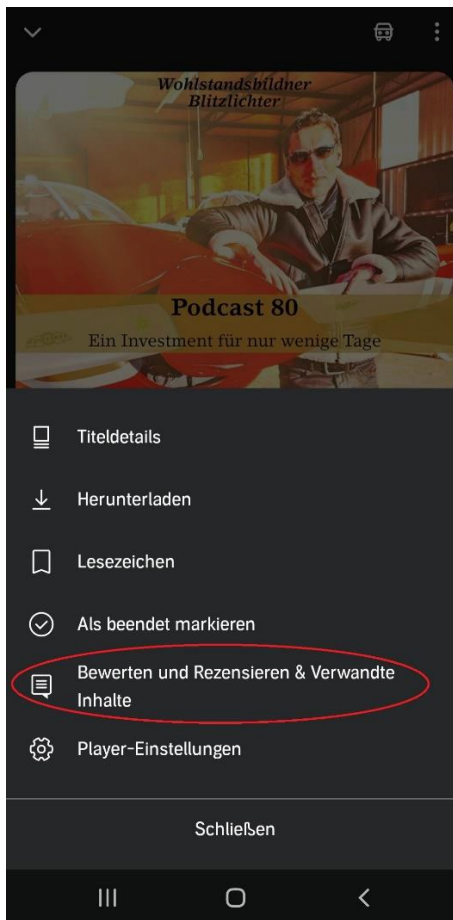 Wohlstandsbildner
Blitzlichter
Podcast 80
Ein Investment für nur wenige Tage
Titeldetails
Herunterladen
Lesezeichen
Als beendet markieren
Bewerten und Rezensieren & Verwandte
Inhalte
Player-Einstellungen
Schließen